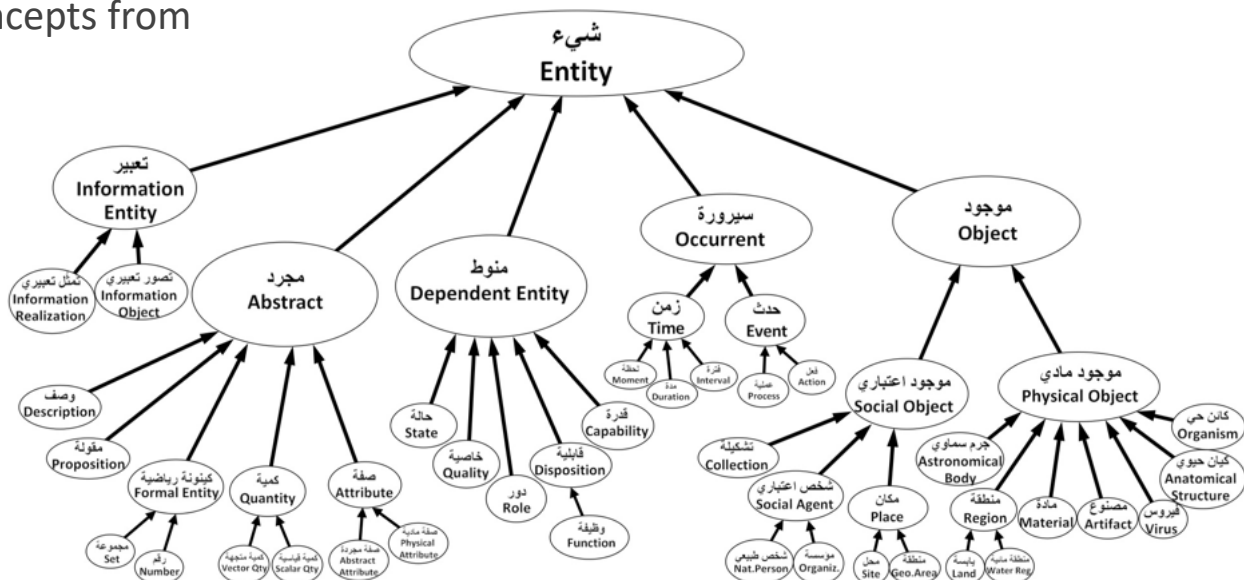 ncepts from
شيء
Entity
تعبير
Information
Entity
تمثل تعبيري
Information
Realization
تصور تعبيري
Information
Object
مجرد
Abstract
وصف
Description
مقولة
Proposition
كينونة رياضية
Formal Entity
مجموعة
Set
رقم
Number
كمية
Quantity
كمية متجهة
Vector Qty
كمية قياسية
Scalar Qty
صفة
Attribute
صفة مجردة
Abstract
Attribute
صفة مادية
Physical
Attribute
منوط
Dependent Entity
حالة
State
خاصية
Quality
دور
Role
قابلية
Disposition
وظيفة
Function
قدرة
Capability
سيرورة
Occurrent
زمن
Time
لحظة
Moment
مدة
Duration
فترة
Interval
حدث
Event
عملية
Process
فعل
Action
موجود
Object
موجود اعتباري
Social Object
تشكيلة
Collection
شخص اعتباري
Social Agent
شخص طبيعي
Nat.Person
موسسة
Organiz.
مكان
Place
محل
Site
منطقة
Geo.Area
موجود مادي
Physical Object
جرم سماوي
Astronomical
Body
منطقة
Region
يابسة
Land
منطقة مائية
Water Reg
مادة
Material
مصنوع
Artifact
فيروس
Virus
كيان حيوي
Anatomical
Structure
كائن حي
Organism